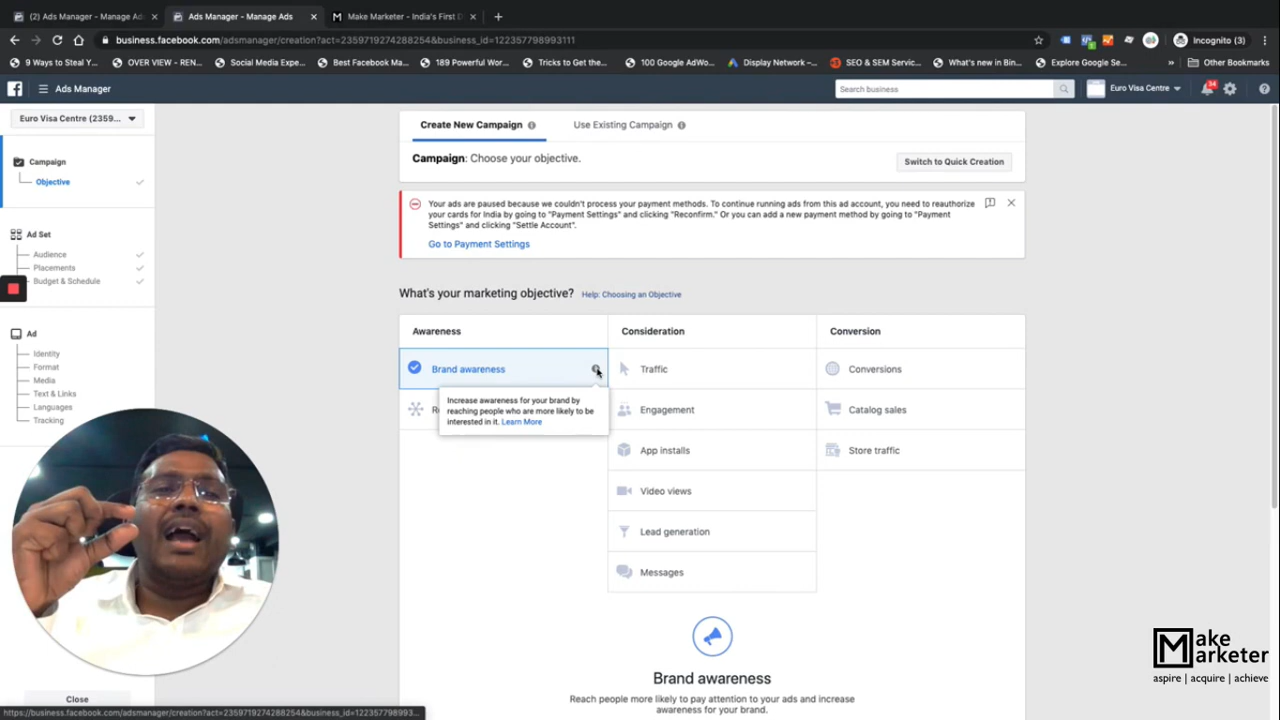 (2) Ads Manager - Manage Ad
Ads Manager - Manage Ads
Make Marketer - India's First D
business.facebook.com/adsmanager/creation?act=2359719274288254&business_id=122357798993111
Incognito (3)
9 Ways to Steal Y...
OVER VIEW - REN...
Social Media Expe...
Best Facebook Ma...
189 Powerful Wor...
Tricks to Get the...
100 Google AdWo...
Display Network –...
SEO & SEM Servic...
What's new in Bin...
Explore Google Se...
»
Other Bookmarks
Ads Manager
Search business
Euro Visa Centre
34
Euro Visa Centre (2359...
Campaign
Objective
Ad Set
Audience
Placements
Budget & Schedule
Ad
Identity
Format
Media
Text & Links
Languages
Tracking
Close
Create New Campaign
Use Existing Campaign
Campaign: Choose your objective.
Switch to Quick Creation
Your ads are paused because we couldn't process your payment methods. To continue running ads from this ad account, you need to reauthorize
your cards for India by going to "Payment Settings" and clicking "Reconfirm." Or you can add a new payment method by going to "Payment
Settings" and clicking "Settle Account".
Go to Payment Settings
What's your marketing objective? Help: Choosing an Objective
Awareness
Consideration
Conversion
Brand awareness
Traffic
Conversions
Increase awareness for your brand by
reaching people who are more likely to be
interested in it. Learn More
Engagement
Catalog sales
App installs
Store traffic
Video views
Lead generation
Messages
Brand awareness
Reach people more likely to pay attention to your ads and increase
awareness for your brand.
https://business.facebook.com/adsmanager/creation?act=2359719274288254&business_id=122357798993...
Make
Marketer
aspire | acquire | achieve